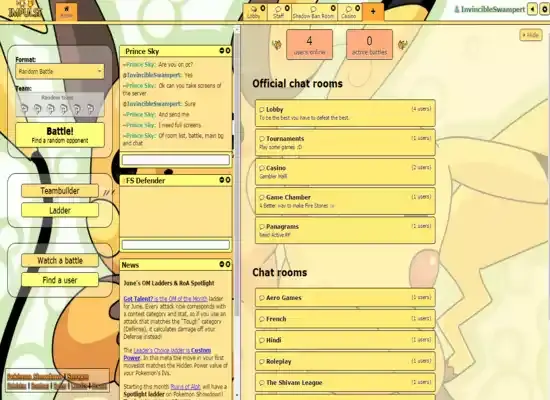 IMPULSE
Home
Lobby
Staff
Shadow Ban Room
Casino
+
InvincibleSwampert
Format:
Random Battle
Team:
Random team
Battle!
Find a random opponent
Teambuilder
Ladder
Watch a battle
Find a user
Prince Sky
~Prince Sky: Are you on pc?
@InvincibleSwampert: Yes
~Prince Sky: Ok can you take screens of
the server
@InvincibleSwampert: Sure
~Prince Sky: And send me
~Prince Sky: I need full screens
~Prince Sky: Of room list, battle, main bg
and chat
FS Defender
News
June's OM Ladders & RoA Spotlight
Got Talent? is the OM of the Month ladder
for June. Every attack role corresponds with
a contest category and stat, so if you use
an attack that matches the "Tough" category
(Defense), it calculates damage off your
Defense instead!
The Leader's Choice ladder is Custom
Power. In this meta the move in your first
moveslot matches the Hidden Power value of
your Pokemon's IVs.
Starting this month Ruins of Alph will have a
Spotlight ladder on Pokemon Showdown!
4
users online
0
active battles
Hide
Official chat rooms
Lobby
(4 users)
To be the best you have to defeat the best.
Tournaments
(1 users)
Play some games :D
Casino
(2 users)
Gambler Hall!
Game Chamber
(1 users)
A Better way to make Fire Stones
Panagrams
(1 users)
Chat rooms
Aero Games
(1 users)
French
(1 users)
Hindi
(1 users)
Roleplay
(1 users)
The Shivam League
(1 users)